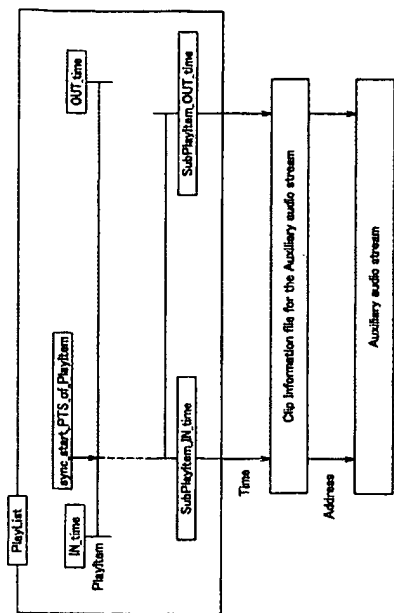 PlayList
IN_time
sync_start_PTS_of_PlayItem
OUT_time
PlayItem
SubPlayItem_IN_time
SubPlayItem_OUT_time
Time
Clip Information file for the Auxiliary audio stream
Address
Auxiliary audio stream